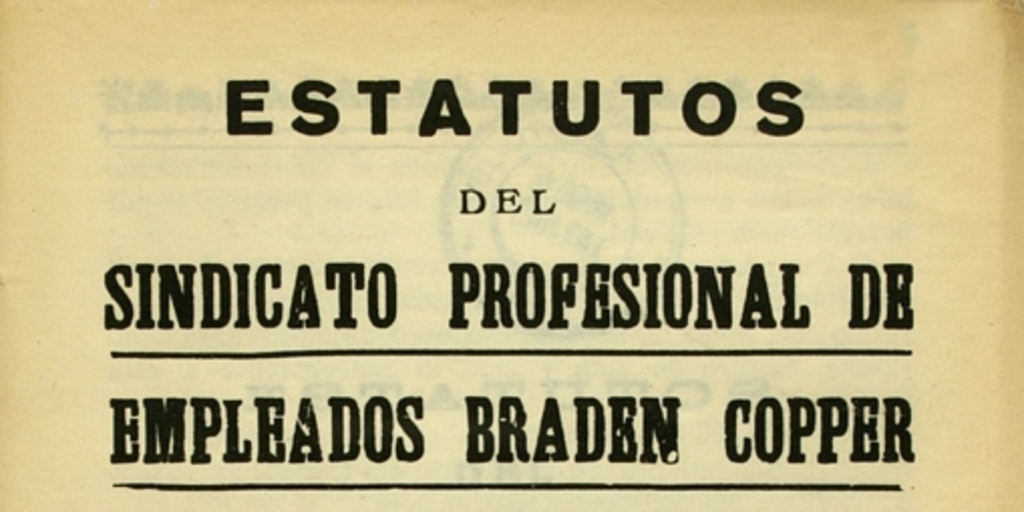 ESTATUTOS
DEL
SINDICATO PROFESIONAL DE
EMPLEADOS BRADEN COPPER